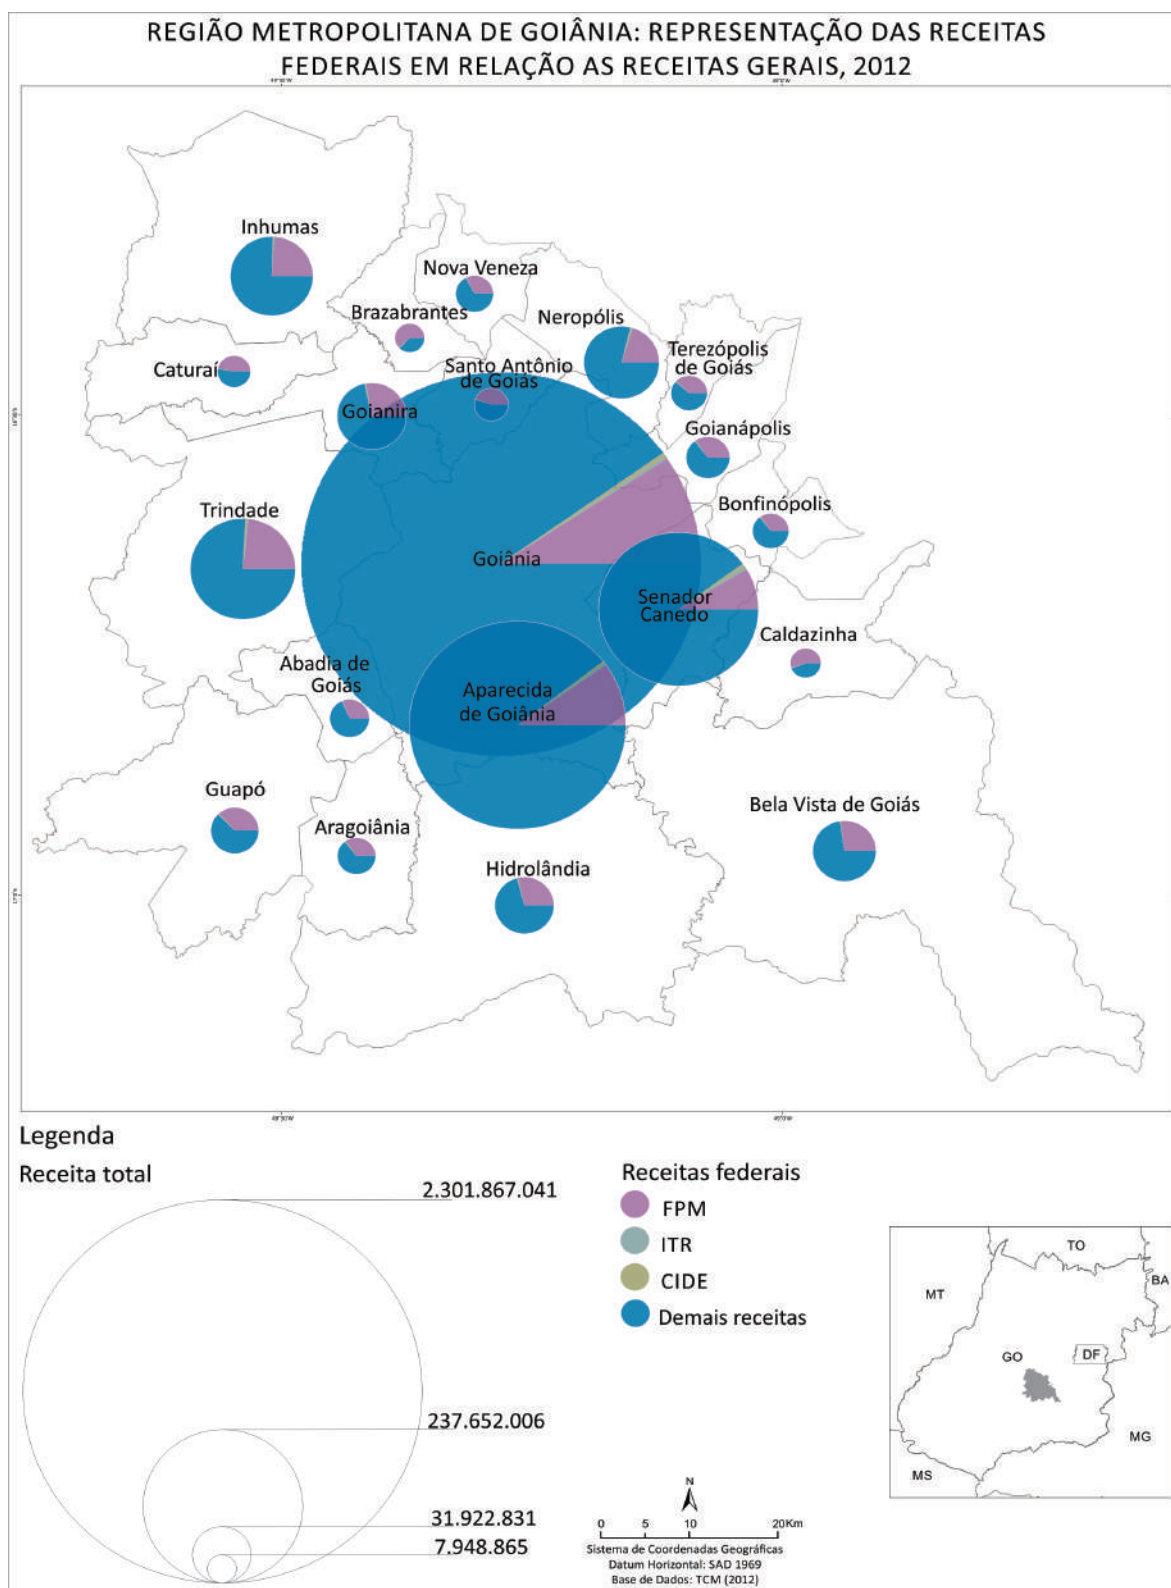 REGIÃO METROPOLITANA DE GOIÂNIA: REPRESENTAÇÃO DAS RECEITAS
FEDERAIS EM RELAÇÃO AS RECEITAS GERAIS, 2012
Inhumas
Nova Veneza
Brazabrantes
Neropólis
Terezópolis
de Goiás
Caturaí
Santo Antônio
de Goiás
Goianira
Goianápolis
Trindade
Bonfinópolis
Goiânia
Senador
Canedo
Caldazinha
Abadia de
Goiás
Aparecida
de Goiânia
Guapó
Aragoiânia
Bela Vista de Goiás
Hidrolândia
Legenda
Receita total
2.301.867.041
237.652.006
31.922.831
7.948.865
Receitas federais
FPM
ITR
CIDE
Demais receitas
N
0 5 10 20Km
Sistema de Coordenadas Geográficas
Datum Horizontal: SAD 1969
Base de Dados: TCM (2012)
TO
BA
MT
GO
DF
MG
MS